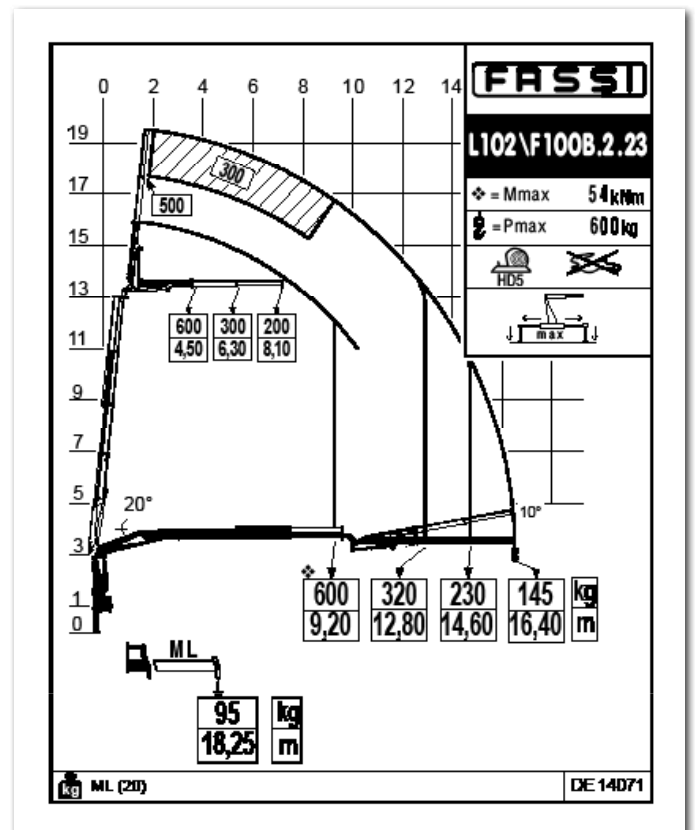 FASSI
L102\F100B.2.23
❖ = Mmax 54 kNm
= Pmax 600 kg
HD5
max
0 2 4 6 8 10 12 14
19
17
15
13
11
9
7
5
3
1
0
300
500
600 300 200
4,50 6,30 8,10
20°
10°
❖
600 320 230 145 kg
9,20 12,80 14,60 16,40 m
ML
95 kg
18,25 m
kg ML (20)
DE 14071